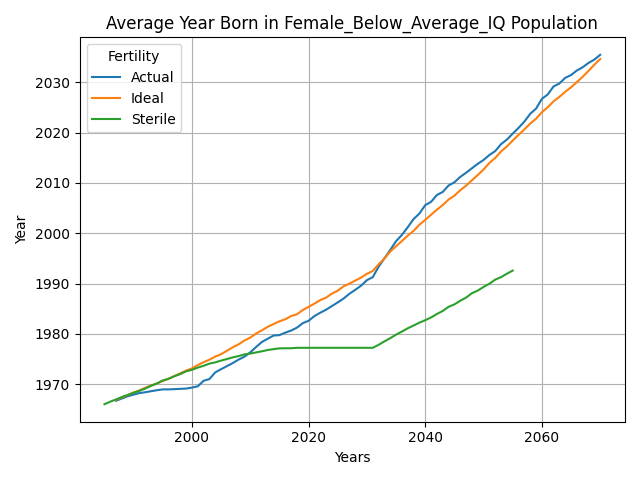 Average Year Born in Female_Below_Average_IQ Population
Fertility
Actual
Ideal
Sterile
Year
2030
2020
2010
2000
1990
1980
1970
2000
2020
2040
2060
Years